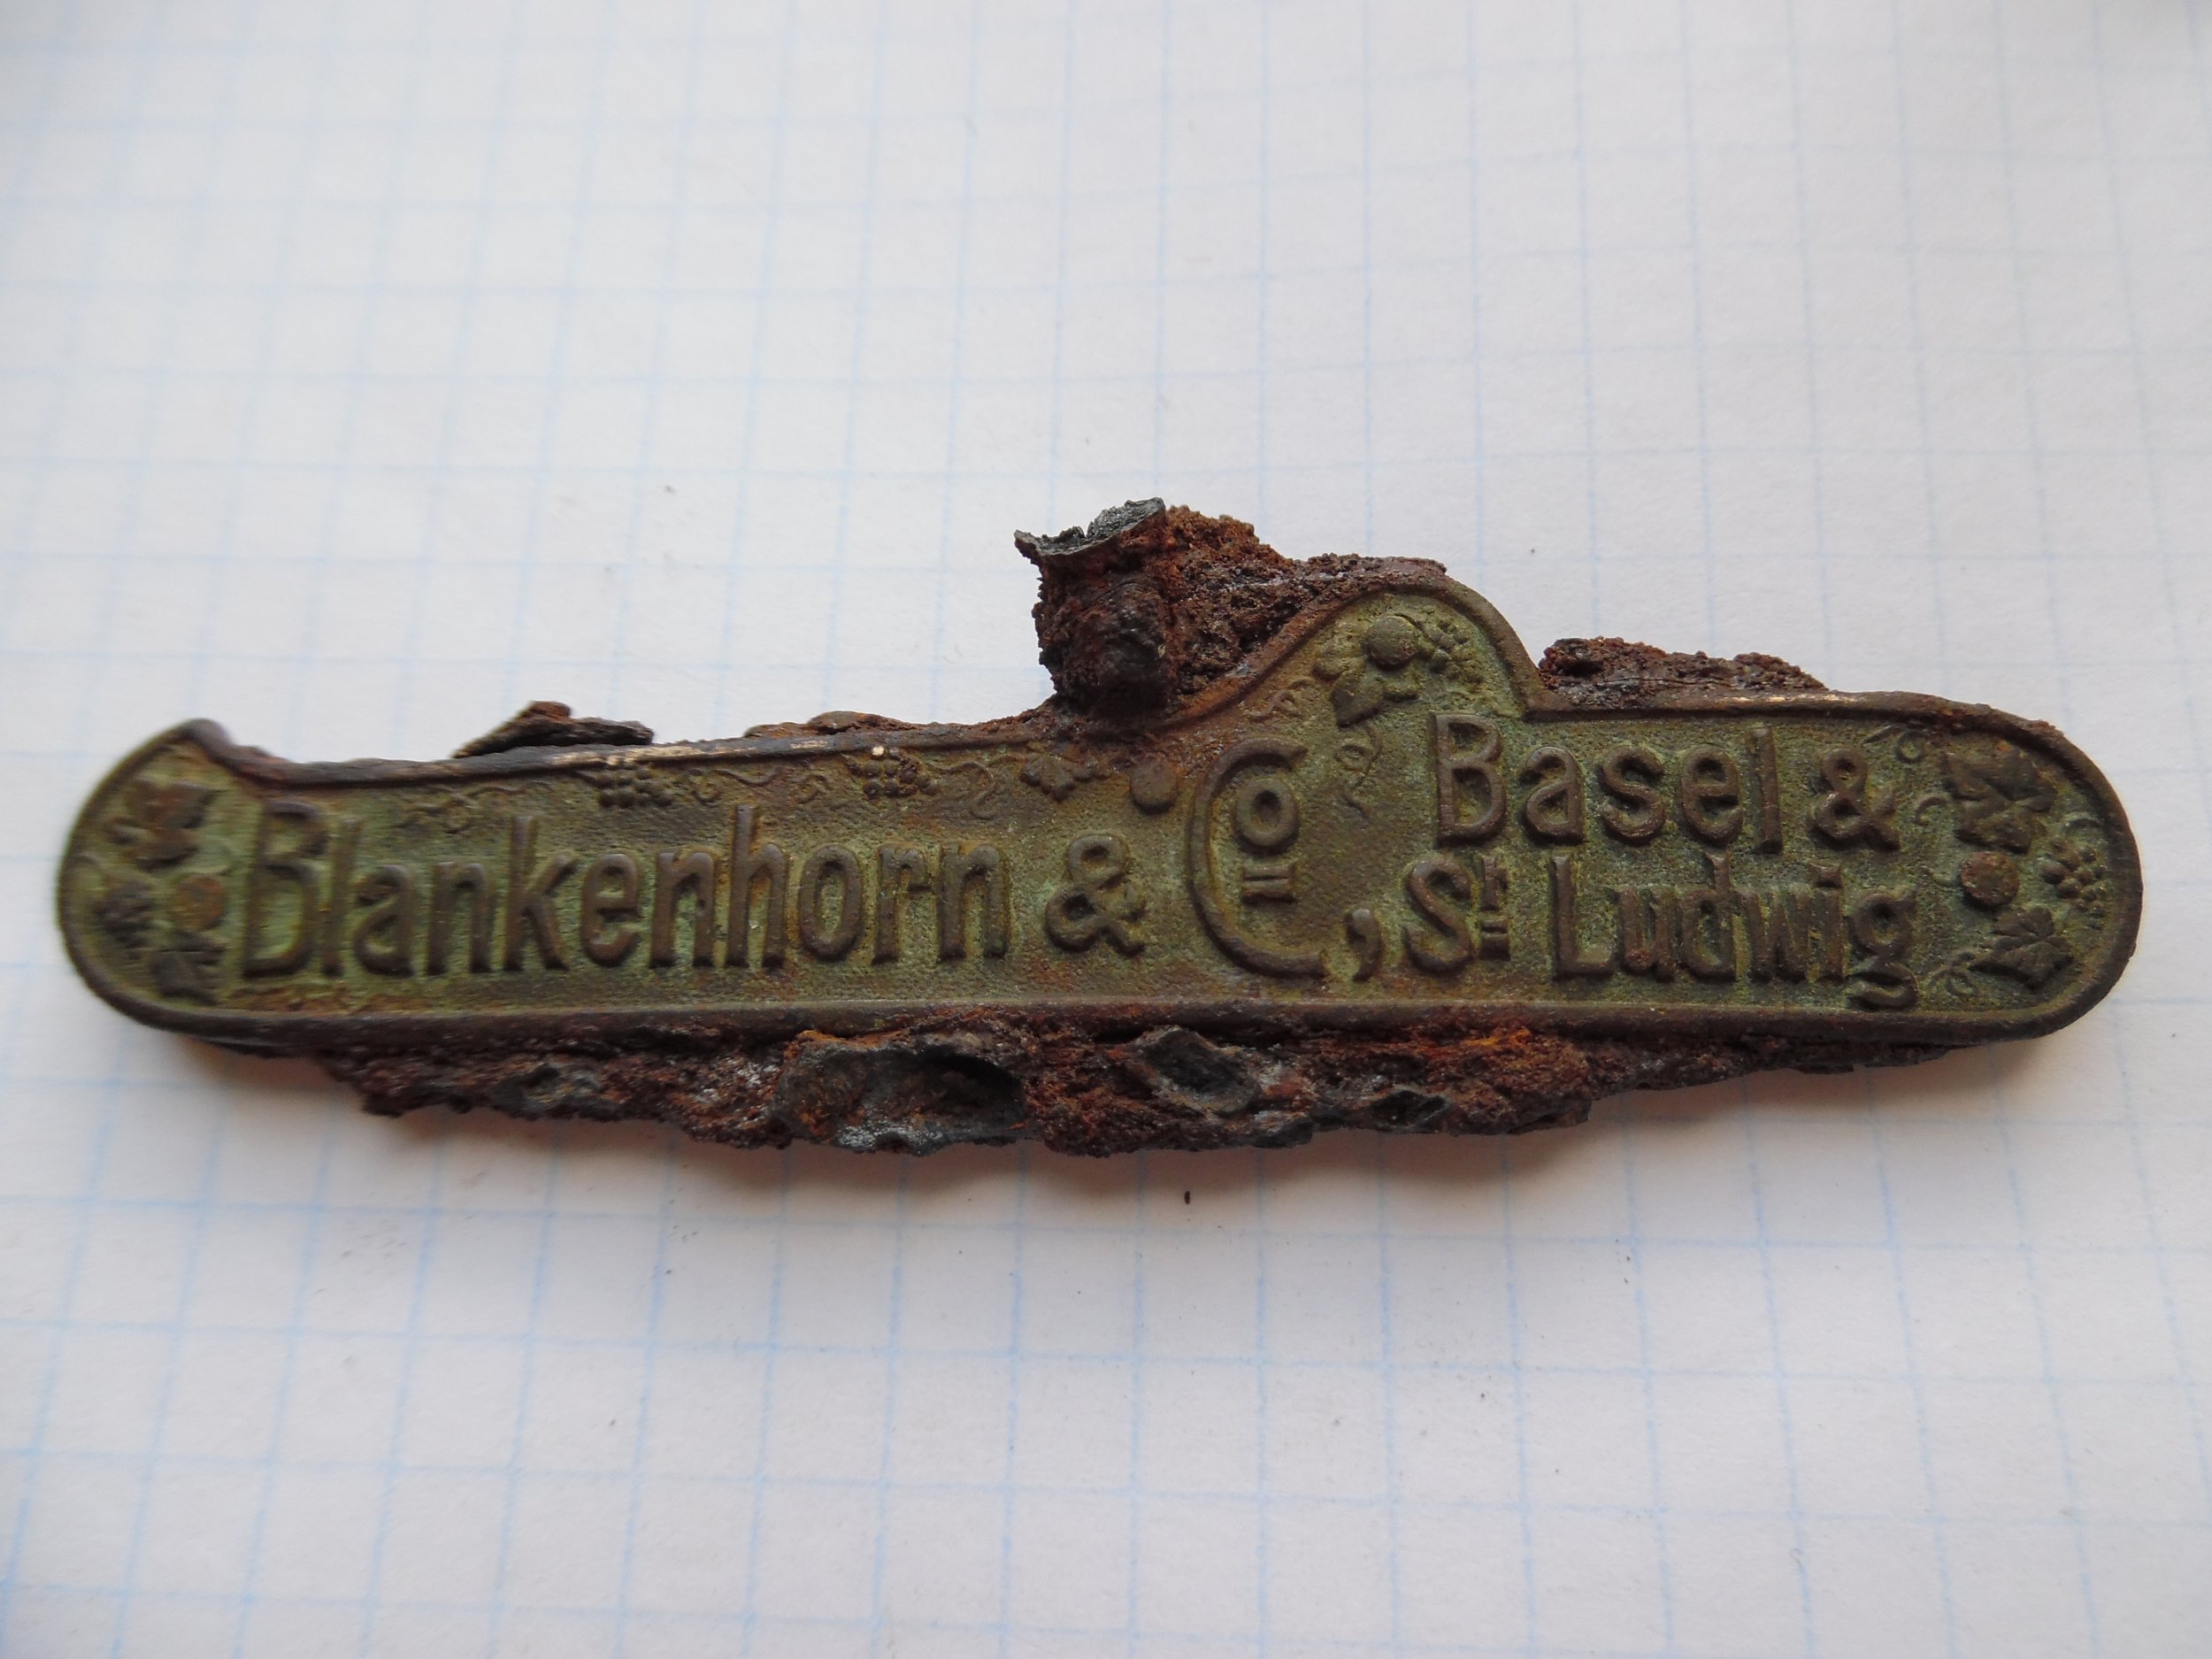 Blankenhorn & Co, Basel &
St Ludwig